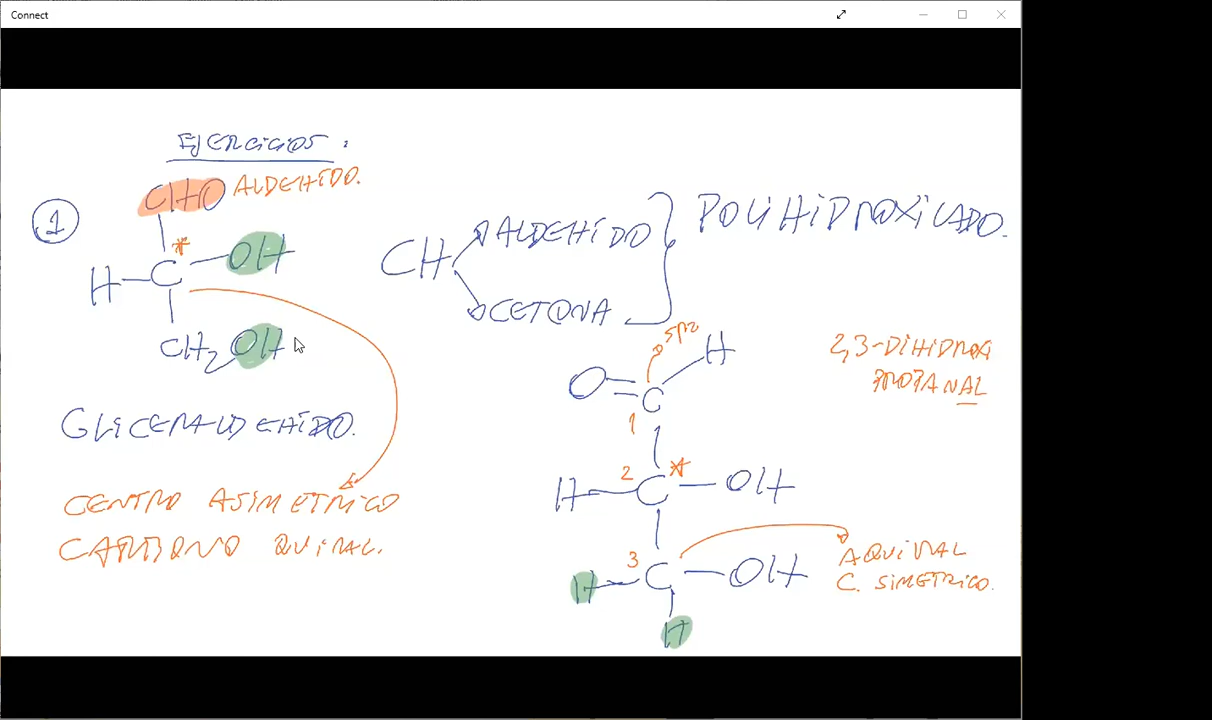 Connect
EJERCICIOS:
1
CHO ALDEHIDO.
*
H-C-OH
CH2OH
GLICERALDEHIDO.
CENTRO ASIMETRICO
CARBONO QUIRAL.
CH ALDEHIDO
CETONA
POLIHIDROXILADO.
sp2
O=C H
1
2 *
H-C-OH
3
H-C-OH
H
2,3-DIHIDROXI
PROPANAL
AQUIRAL
C. SIMETRICO.